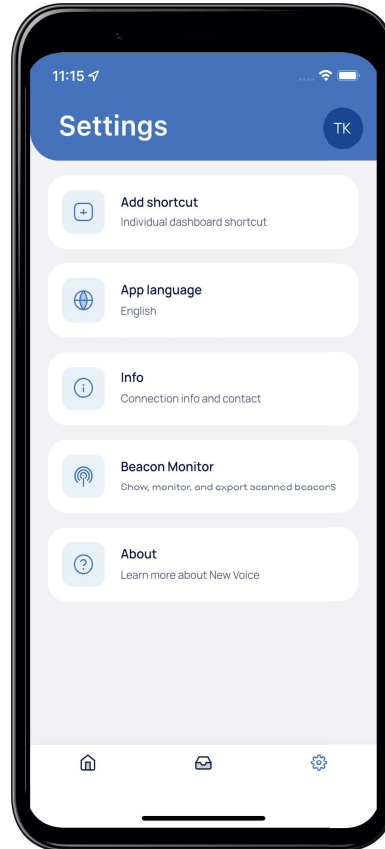 11:15
Settings
TK
Add shortcut
Individual dashboard shortcut
App language
English
Info
Connection info and contact
Beacon Monitor
Show, monitor, and export scanned beaconS
About
Learn more about New Voice